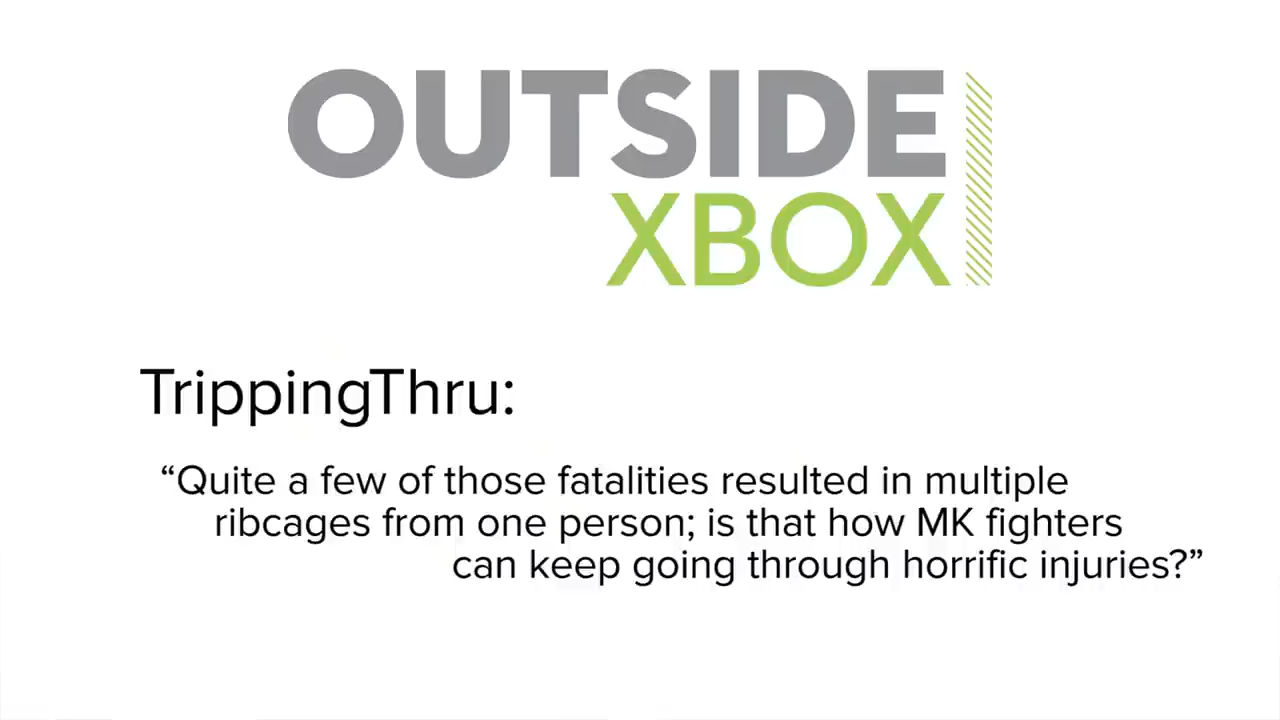 OUTSIDE
XBOX
TrippingThru:
“Quite a few of those fatalities resulted in multiple
ribcages from one person; is that how MK fighters
can keep going through horrific injuries?”